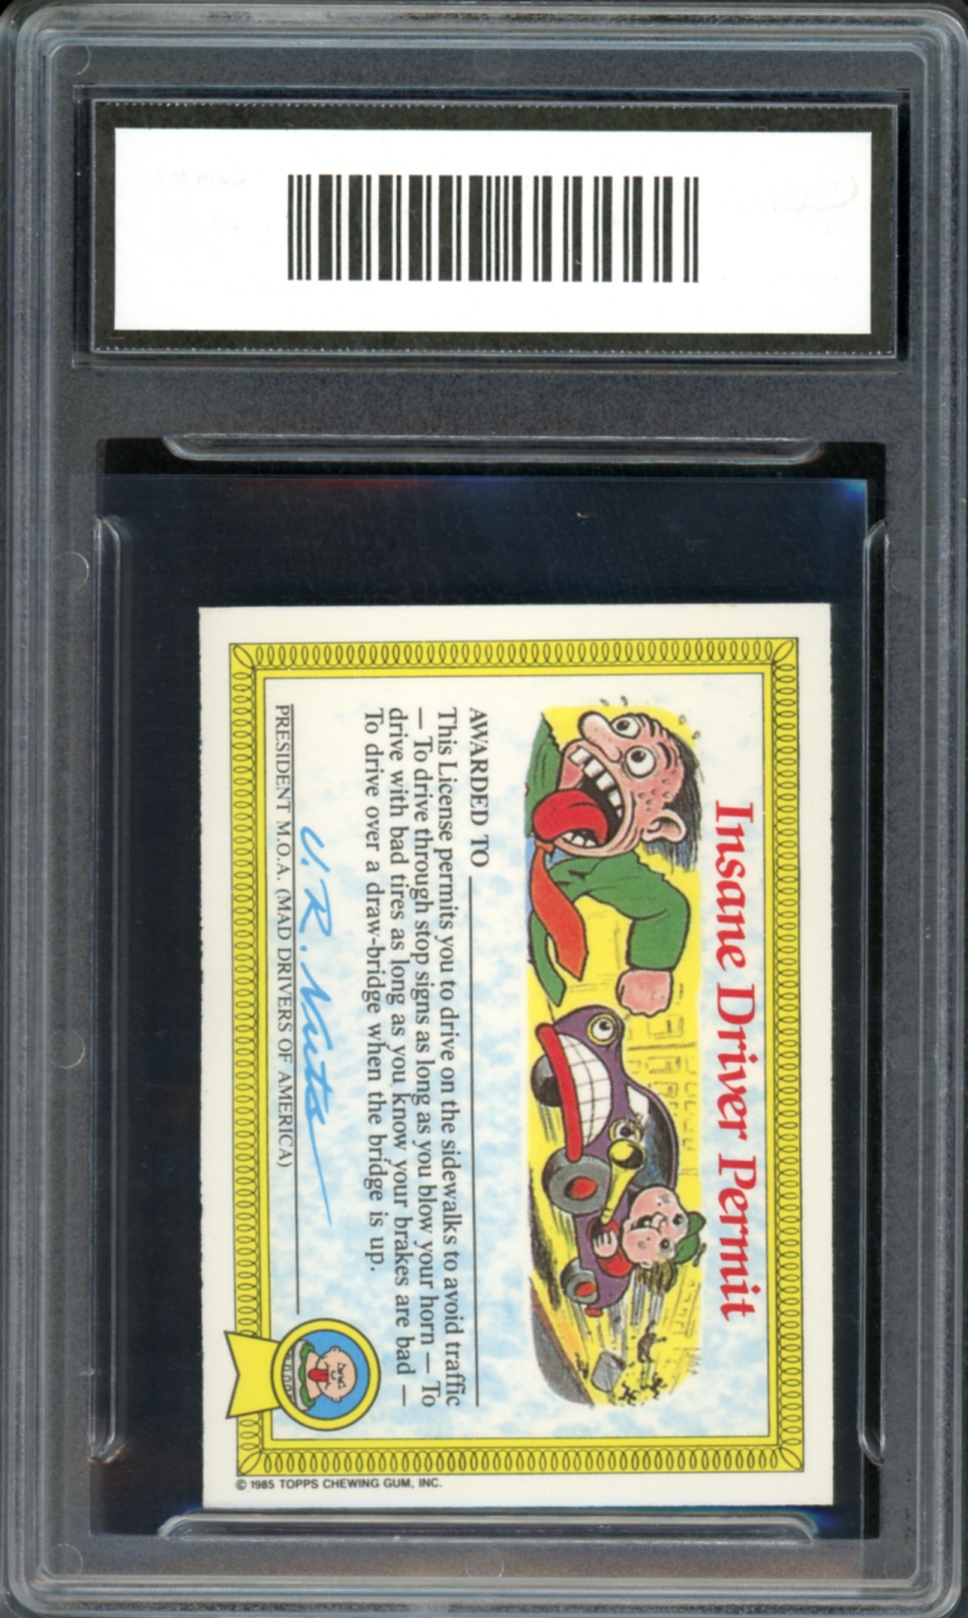 Insane Driver Permit
AWARDED TO
This License permits you to drive on the sidewalks to avoid traffic
— To drive through stop signs as long as you blow your horn — To
drive with bad tires as long as you know your brakes are bad —
To drive over a draw-bridge when the bridge is up.
U.R. Nuts
PRESIDENT M.O.A. (MAD DRIVERS OF AMERICA)
© 1985 TOPPS CHEWING GUM, INC.